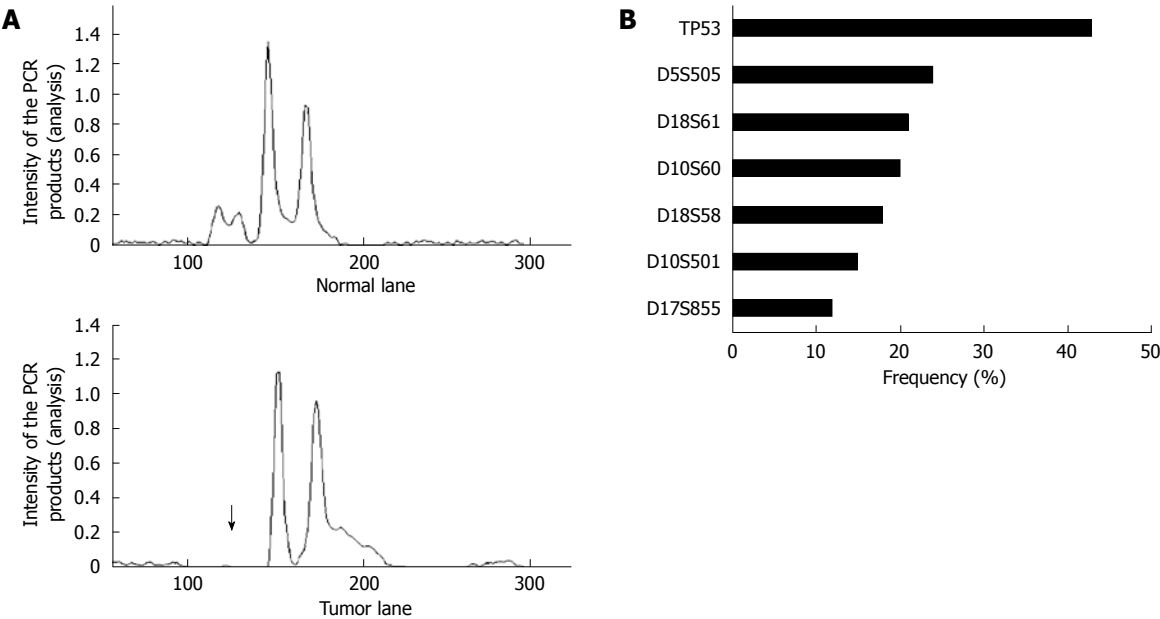 A
Intensity of the PCR
products (analysis)
1.4
1.2
1.0
0.8
0.6
0.4
0.2
0
100
200
300
Normal lane
Intensity of the PCR
products (analysis)
1.4
1.2
1.0
0.8
0.6
0.4
0.2
0
100
200
300
Tumor lane
B
TP53
D5S505
D18S61
D10S60
D18S58
D10S501
D17S855
0
10
20
30
40
50
Frequency (%)